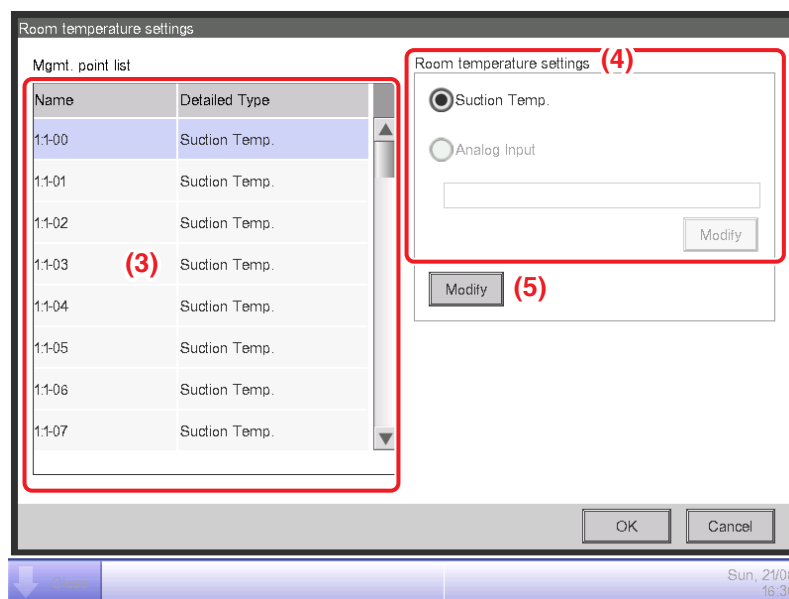 Room temperature settings
Mgmt. point list
Name Detailed Type
1:1-00 Suction Temp.
1:1-01 Suction Temp.
1:1-02 Suction Temp.
1:1-03 Suction Temp.
1:1-04 Suction Temp.
1:1-05 Suction Temp.
1:1-06 Suction Temp.
1:1-07 Suction Temp.
(3)
Room temperature settings (4)
Suction Temp.
Analog Input
Modify
Modify (5)
OK Cancel
Sun, 21/0
16:3